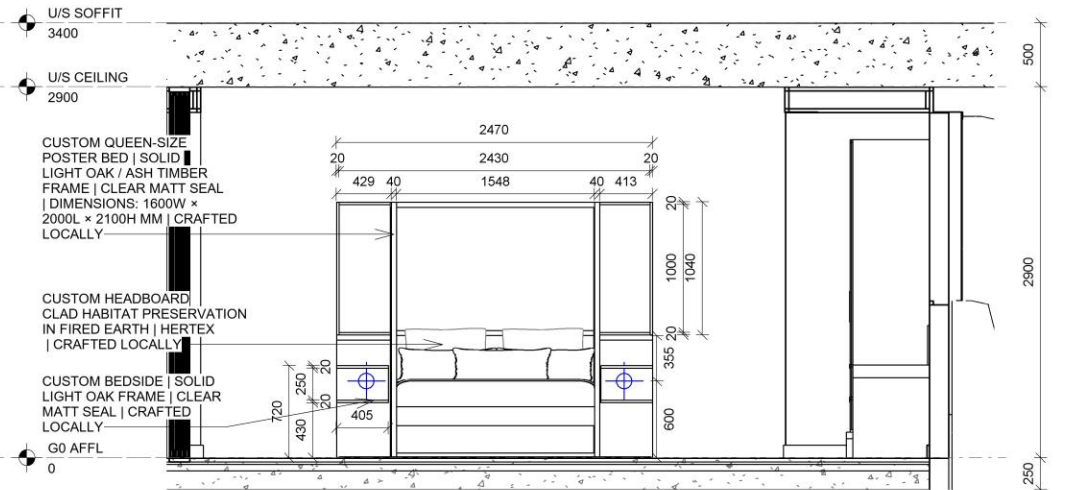 U/S SOFFIT
3400
500
U/S CEILING
2900
CUSTOM QUEEN-SIZE
POSTER BED | SOLID
LIGHT OAK / ASH TIMBER
FRAME | CLEAR MATT SEAL
| DIMENSIONS: 1600W ×
2000L × 2100H MM | CRAFTED
LOCALLY
2470
20 2430 20
429 40 1548 40 413
20
1000 1040
20
2900
CUSTOM HEADBOARD
CLAD HABITAT PRESERVATION
IN FIRED EARTH | HERTEX
| CRAFTED LOCALLY
355
CUSTOM BEDSIDE | SOLID
LIGHT OAK FRAME | CLEAR
MATT SEAL | CRAFTED
LOCALLY
720 250 20
430 20
405
600
G0 AFFL
0
250